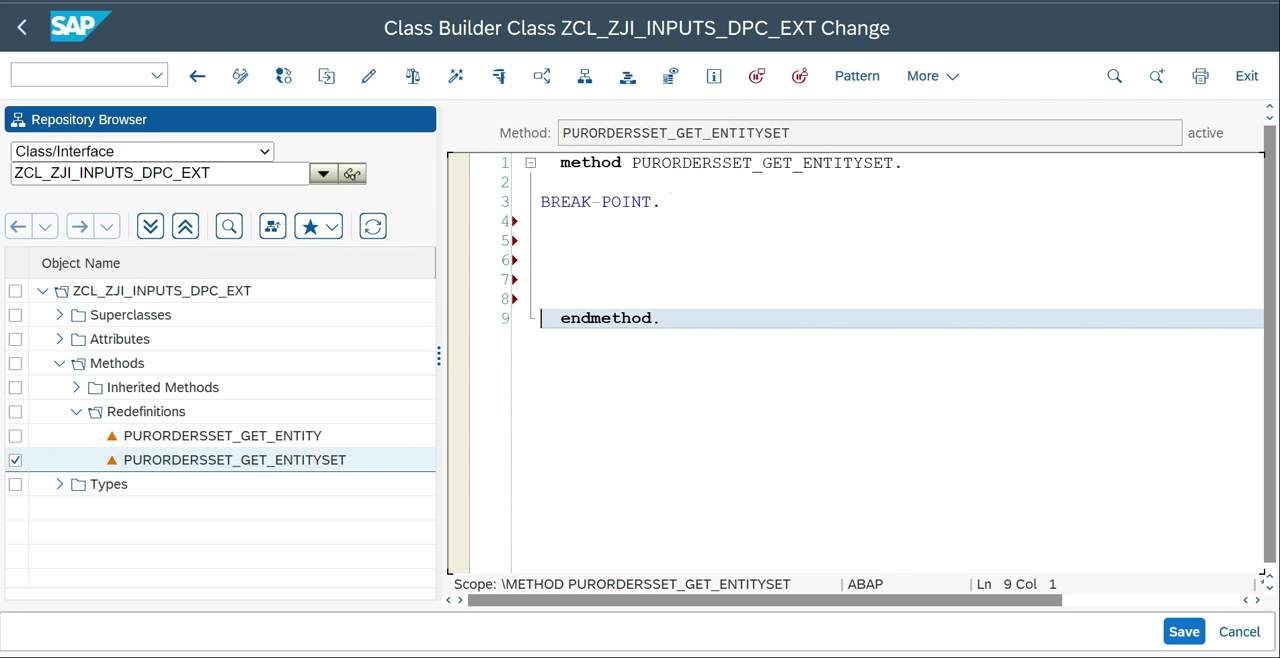 SAP Class Builder Class ZCL_ZJI_INPUTS_DPC_EXT Change
Pattern More Exit
Repository Browser
Class/Interface
ZCL_ZJI_INPUTS_DPC_EXT
Object Name
ZCL_ZJI_INPUTS_DPC_EXT
Superclasses
Attributes
Methods
Inherited Methods
Redefinitions
PURORDERSSET_GET_ENTITY
PURORDERSSET_GET_ENTITYSET
Types
Method: PURORDERSSET_GET_ENTITYSET active
1 method PURORDERSSET_GET_ENTITYSET.
2
3 BREAK-POINT.
4
5
6
7
8
9 endmethod.
Scope: \METHOD PURORDERSSET_GET_ENTITYSET ABAP Ln 9 Col 1
Save Cancel